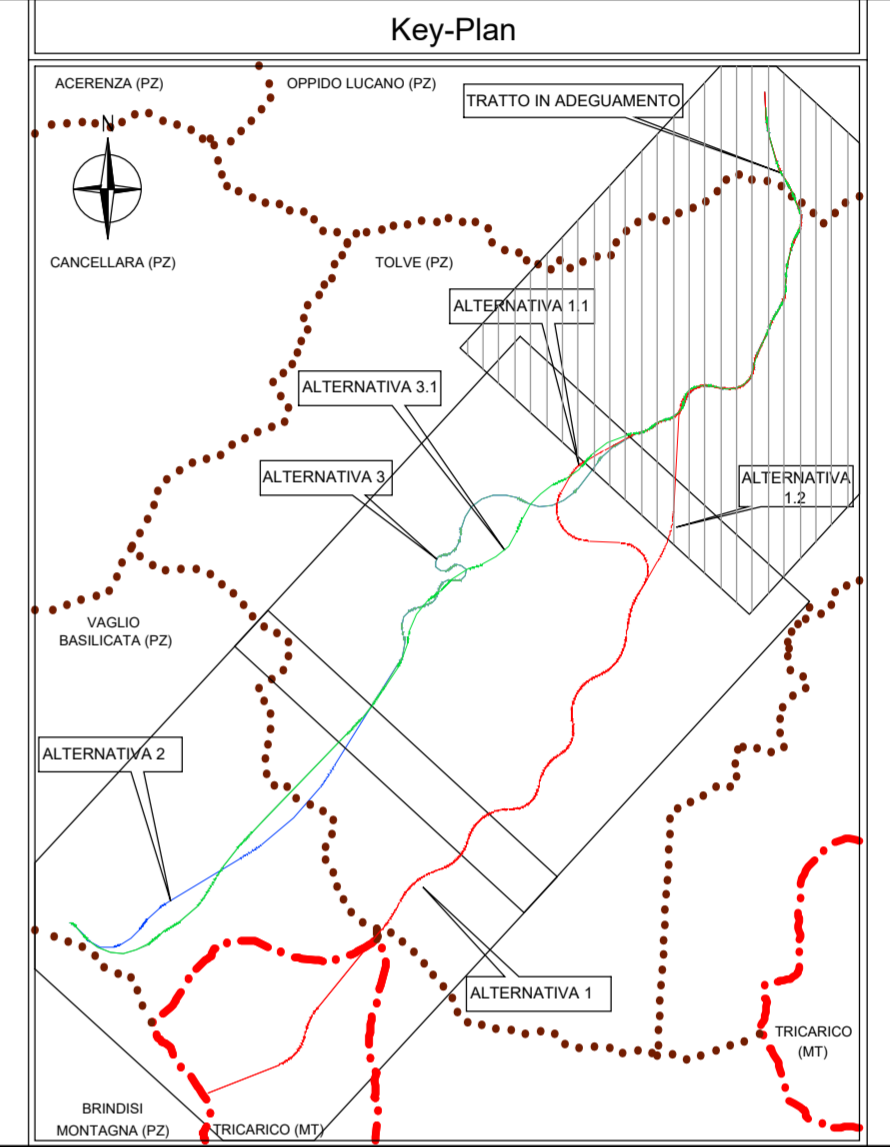 Key-Plan
ACERENZA (PZ)
OPPIDO LUCANO (PZ)
TRATTO IN ADEGUAMENTO
N
CANCELLARA (PZ)
TOLVE (PZ)
ALTERNATIVA 1.1
ALTERNATIVA 3.1
ALTERNATIVA 3
ALTERNATIVA
1.2
VAGLIO
BASILICATA (PZ)
ALTERNATIVA 2
ALTERNATIVA 1
TRICARICO
(MT)
BRINDISI
MONTAGNA (PZ)
TRICARICO (MT)